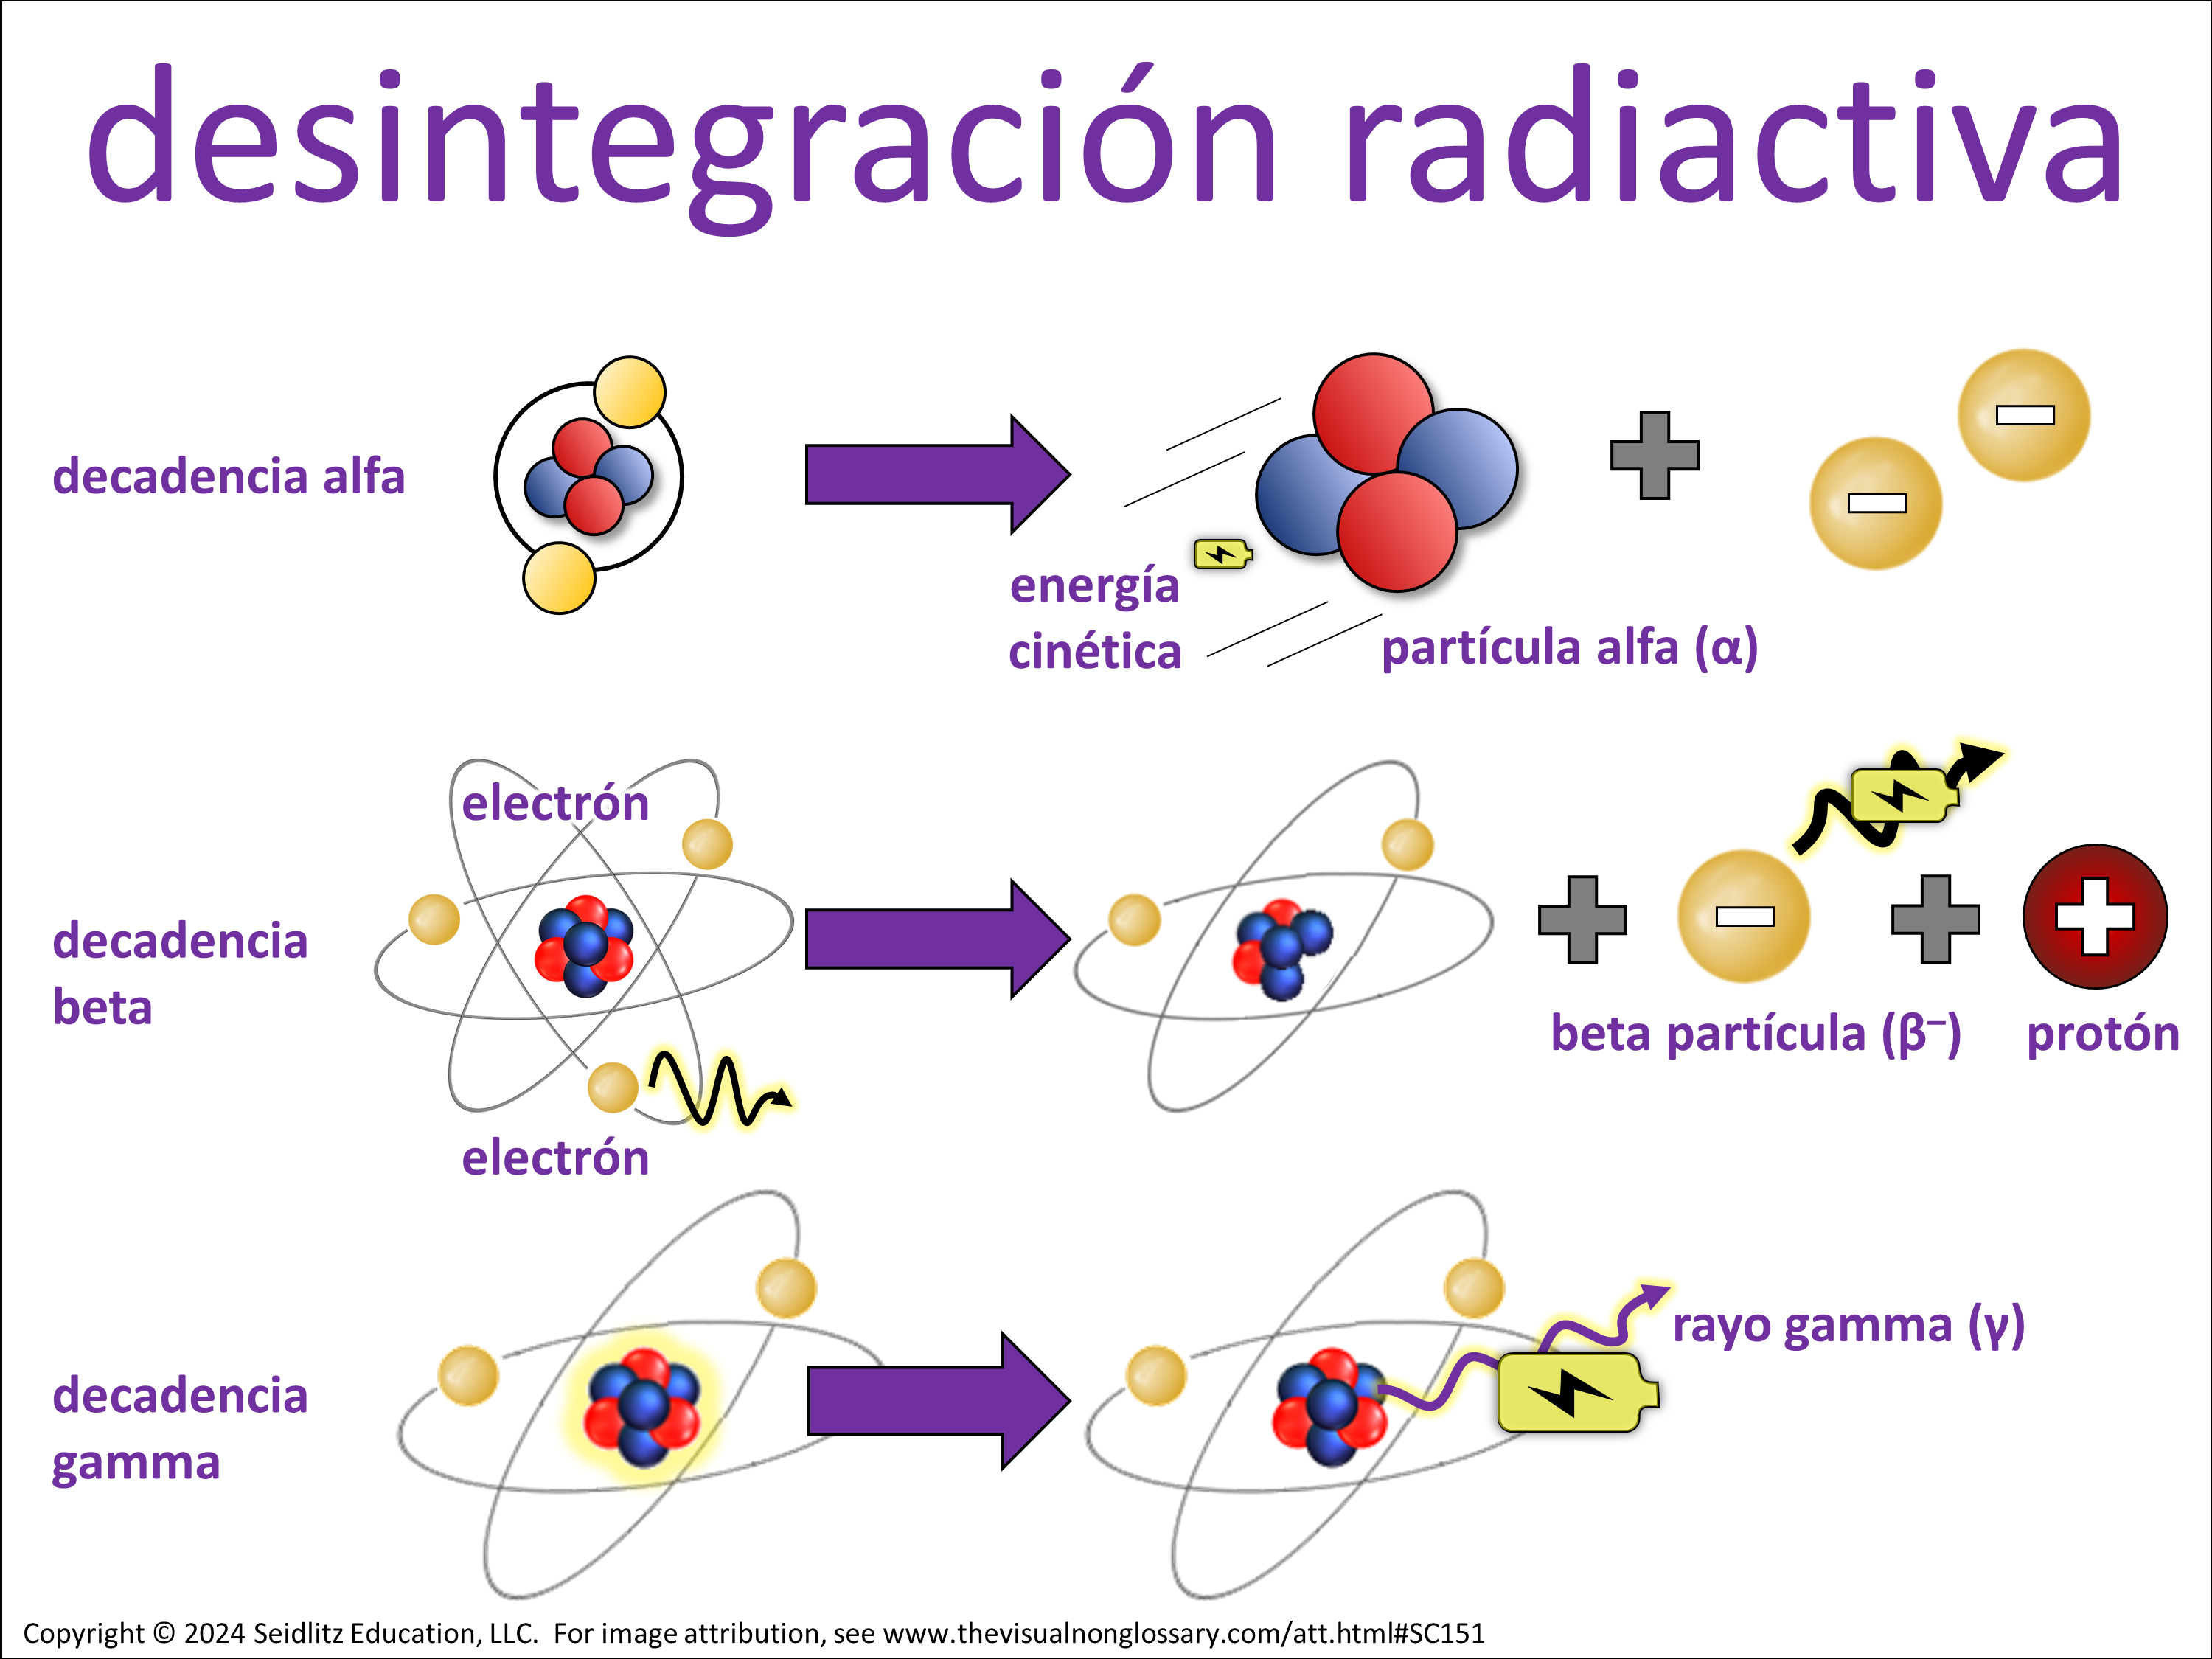 desintegración radiactiva
decadencia alfa
energía
cinética
partícula alfa (α)
electrón
decadencia
beta
beta partícula (β⁻)
protón
electrón
rayo gamma (γ)
decadencia
gamma
Copyright © 2024 Seidlitz Education, LLC.  For image attribution, see www.thevisualnonglossary.com/att.html#SC151